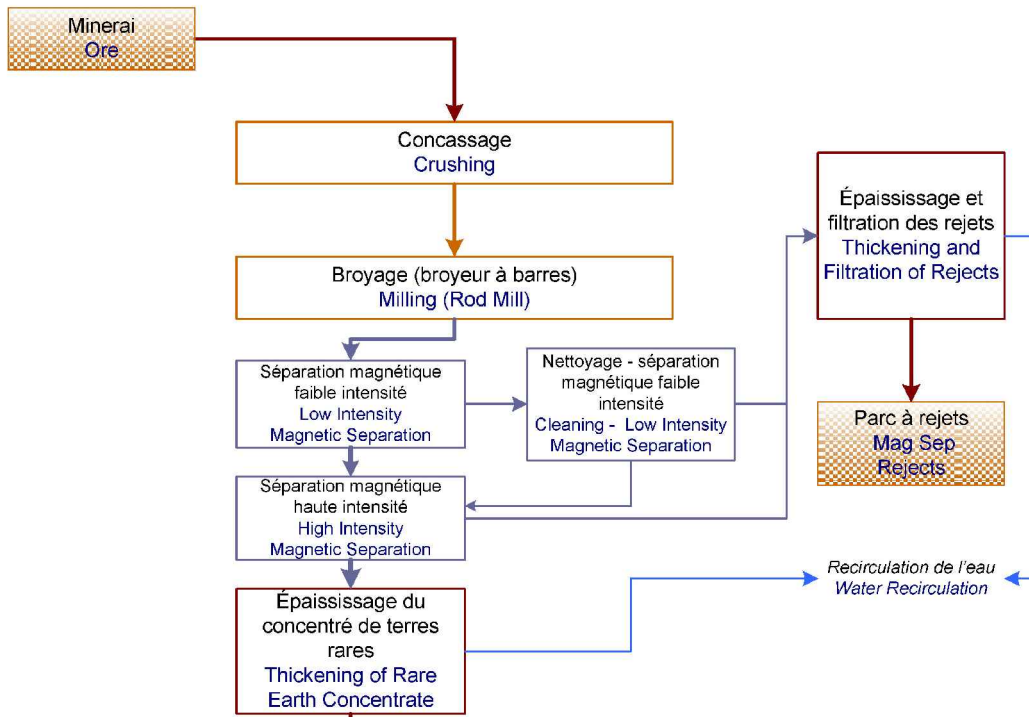 Minerai
Ore
Concassage
Crushing
Broyage (broyeur à barres)
Milling (Rod Mill)
Séparation magnétique
faible intensité
Low Intensity
Magnetic Separation
Nettoyage - séparation
magnétique faible
intensité
Cleaning - Low Intensity
Magnetic Separation
Séparation magnétique
haute intensité
High Intensity
Magnetic Separation
Épaississage du
concentré de terres
rares
Thickening of Rare
Earth Concentrate
Épaississage et
filtration des rejets
Thickening and
Filtration of Rejects
Parc à rejets
Mag Sep
Rejects
Recirculation de l'eau
Water Recirculation